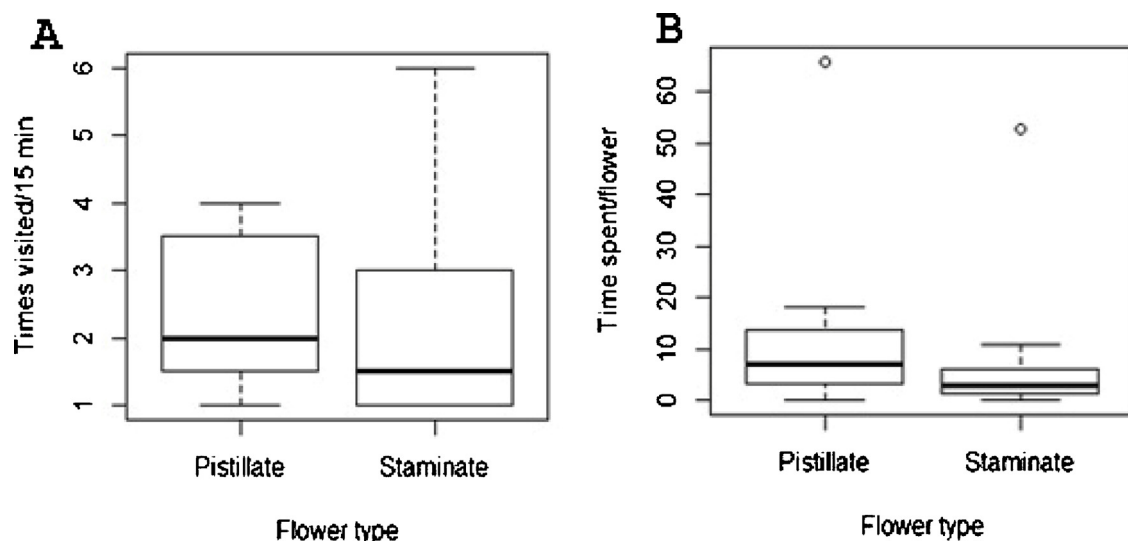 A
Times visited/15 min
6
5
4
3
2
1
Pistillate Staminate
Flower type
B
Time spent/flower
60
50
40
30
20
10
0
Pistillate Staminate
Flower type